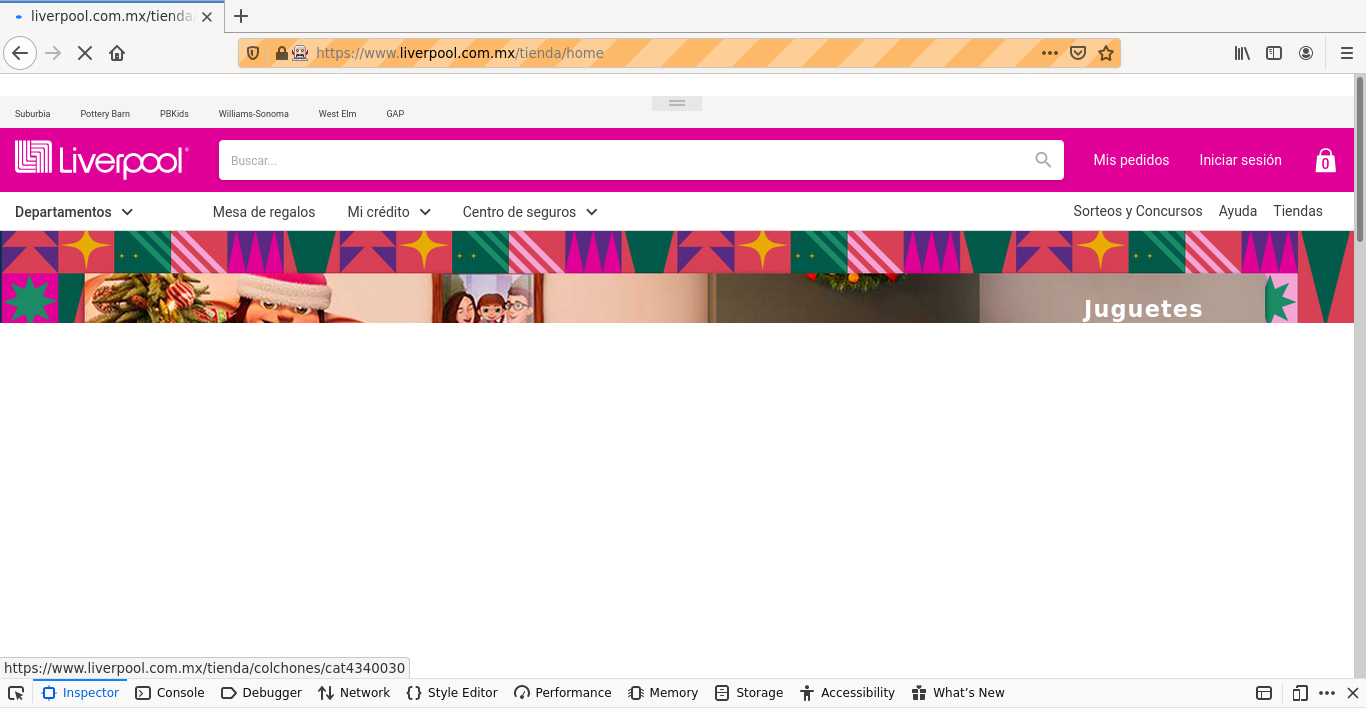 liverpool.com.mx/tienda
https://www.liverpool.com.mx/tienda/home
Suburbia Pottery Barn PBKids Williams-Sonoma West Elm GAP
Liverpool
Buscar...
Mis pedidos Iniciar sesión 0
Departamentos Mesa de regalos Mi crédito Centro de seguros Sorteos y Concursos Ayuda Tiendas
Juguetes
https://www.liverpool.com.mx/tienda/colchones/cat4340030
Inspector Console Debugger Network Style Editor Performance Memory Storage Accessibility What's New